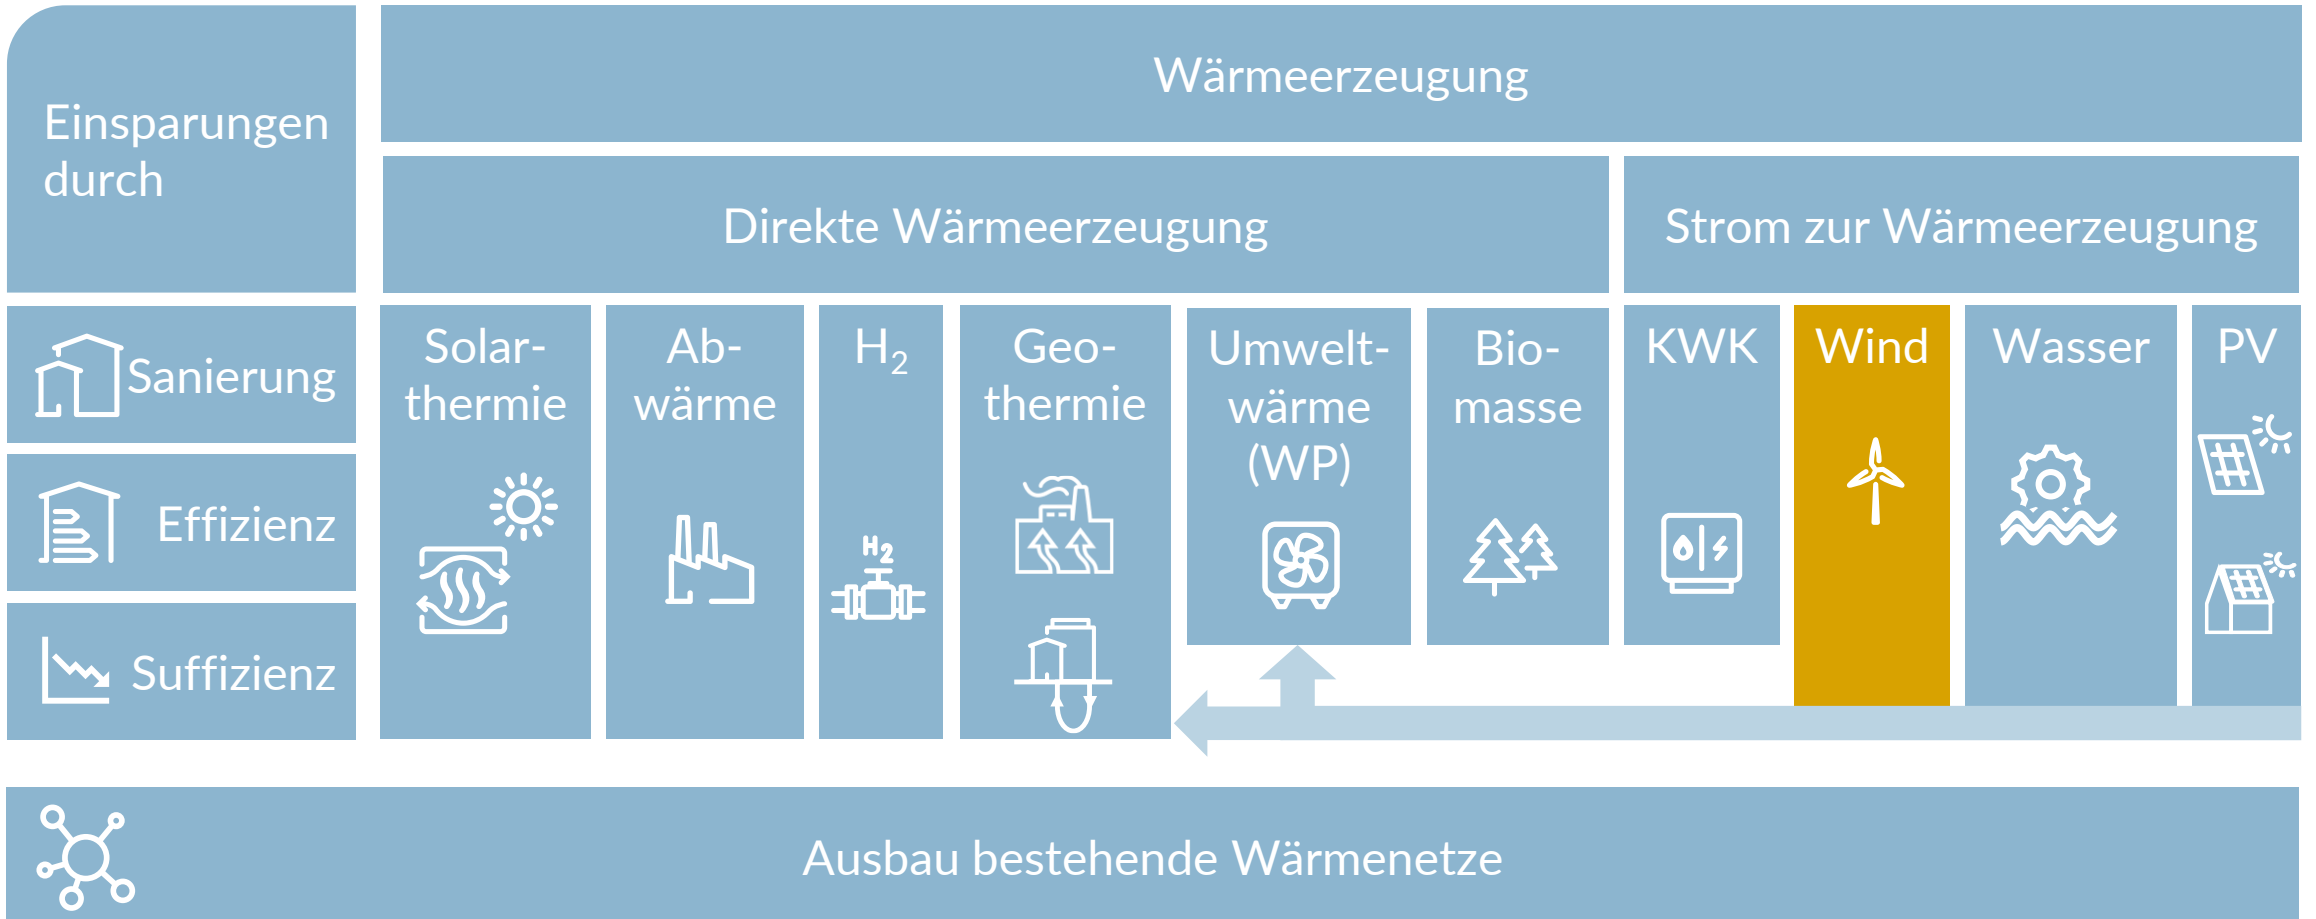 Einsparungen
durch
Wärmeerzeugung
Direkte Wärmeerzeugung
Strom zur Wärmeerzeugung
Sanierung
Effizienz
Suffizienz
Solar-
thermie
Ab-
wärme
H₂
H₂
Geo-
thermie
Umwelt-
wärme
(WP)
Bio-
masse
KWK
Wind
Wasser
PV
Ausbau bestehende Wärmenetze